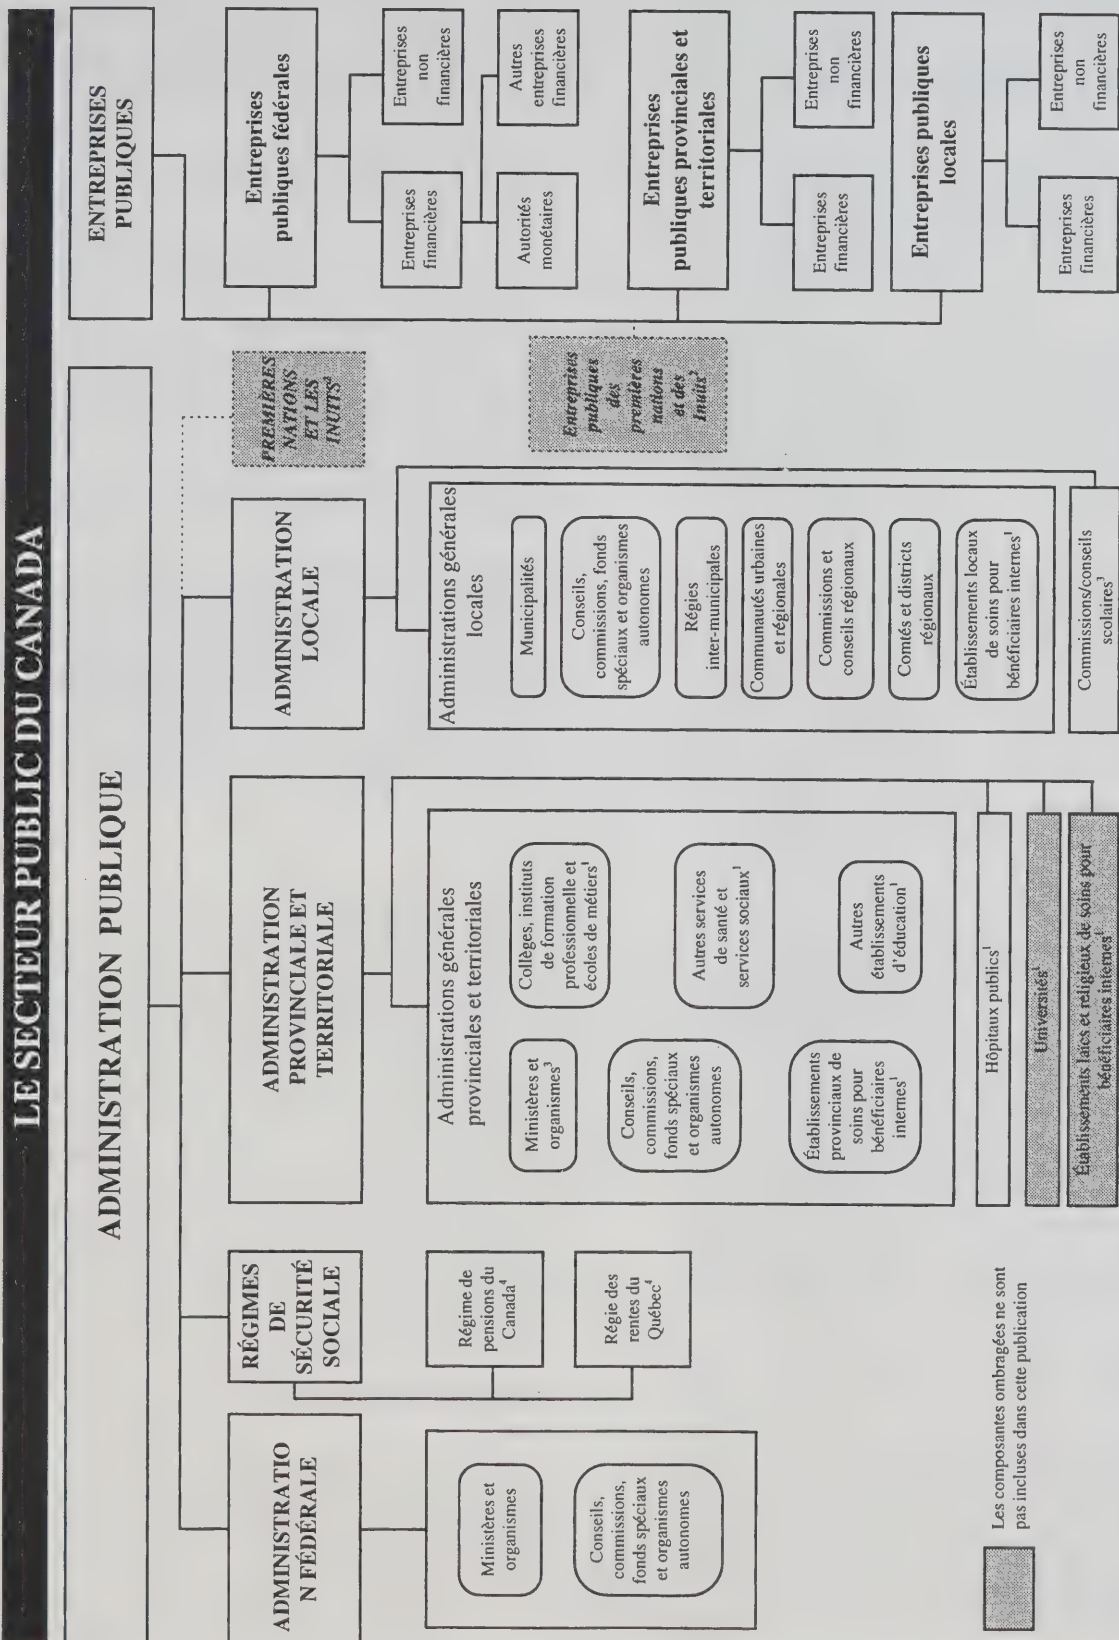 LE SECTEUR PUBLIC DU CANADA
ADMINISTRATION PUBLIQUE
ADMINISTRATIO
N FÉDÉRALE
Ministères et
organismes
Conseils,
commissions,
fonds spéciaux
et organismes
autonomes
RÉGIMES
DE
SÉCURITÉ
SOCIALE
Régime de
pensions du
Canada⁴
Régie des
rentes du
Québec⁴
ADMINISTRATION
PROVINCIALE ET
TERRITORIALE
Administrations générales
provinciales et territoriales
Ministères et
organismes³
Collèges, instituts
de formation
professionnelle et
écoles de métiers¹
Conseils,
commissions,
fonds spéciaux
et organismes
autonomes
Autres services
de santé et
services sociaux¹
Établissements
provinciaux de
soins pour
bénéficiaires
internes¹
Autres
établissements
d'éducation¹
Hôpitaux publics¹
Universités¹
Établissements laïcs et religieux de soins pour
bénéficiaires internes¹
ADMINISTRATION
LOCALE
Administrations générales
locales
Municipalités
Conseils,
commissions, fonds
spéciaux et organismes
autonomes
Régies
inter-municipales
Communautés urbaines
et régionales
Commissions et
conseils régionaux
Comtés et districts
régionaux
Établissements locaux
de soins pour
bénéficiaires internes¹
Commissions/conseils
scolaires³
PREMIÈRES
NATIONS
ET LES
INUITS²
Entreprises
publiques
des
premières
nations
et des
Inuits²
ENTREPRISES
PUBLIQUES
Entreprises
publiques fédérales
Entreprises
financières
Entreprises
non
financières
Autorités
monétaires
Autres
entreprises
financières
Entreprises
publiques provinciales et
territoriales
Entreprises
financières
Entreprises
non
financières
Entreprises publiques
locales
Entreprises
financières
Entreprises
non
financières
Les composantes ombragées ne sont
pas incluses dans cette publication